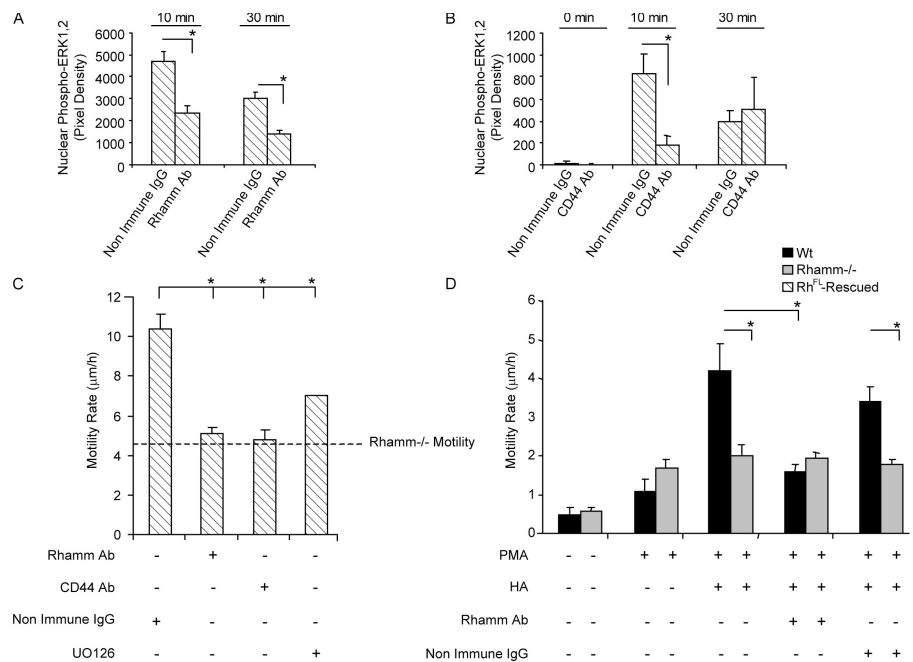 A
10 min
30 min
Nuclear Phospho-ERK1,2
(Pixel Density)
6000
5000
4000
3000
2000
1000
0
*
*
Non Immune IgG
Rhamm Ab
Non Immune IgG
Rhamm Ab
B
0 min
10 min
30 min
Nuclear Phospho-ERK1,2
(Pixel Density)
1200
1000
800
600
400
200
0
*
Non Immune IgG
CD44 Ab
Non Immune IgG
CD44 Ab
Non Immune IgG
CD44 Ab
C
Motility Rate (µm/h)
12
10
8
6
4
2
0
* * *
Rhamm-/- Motility
Rhamm Ab - + - -
CD44 Ab - - + -
Non Immune IgG + - - -
UO126 - - - +
D
Wt
Rhamm-/-
RhFL-Rescued
Motility Rate (µm/h)
6
5
4
3
2
1
0
*
*
*
PMA - - + + + + + + + +
HA - - - - + + + + + +
Rhamm Ab - - - - - - + + - -
Non Immune IgG - - - - - - - - + +